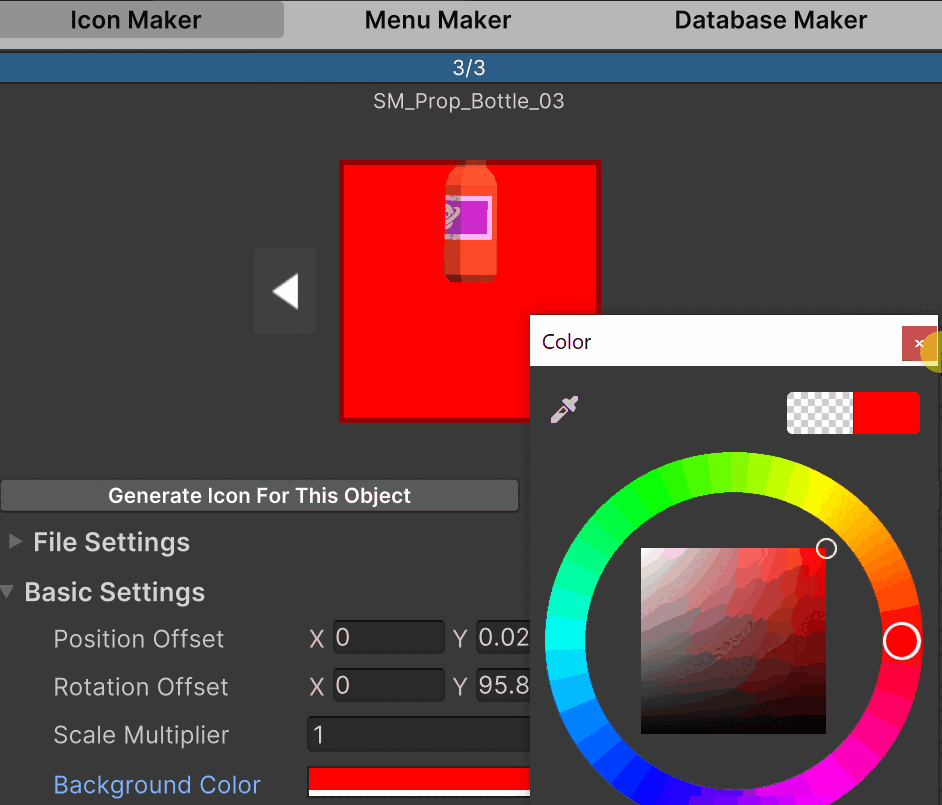 Icon Maker Menu Maker Database Maker
3/3
SM_Prop_Bottle_03
Color
Generate Icon For This Object
File Settings
Basic Settings
Position Offset X 0 Y 0.02
Rotation Offset X 0 Y 95.8
Scale Multiplier 1
Background Color